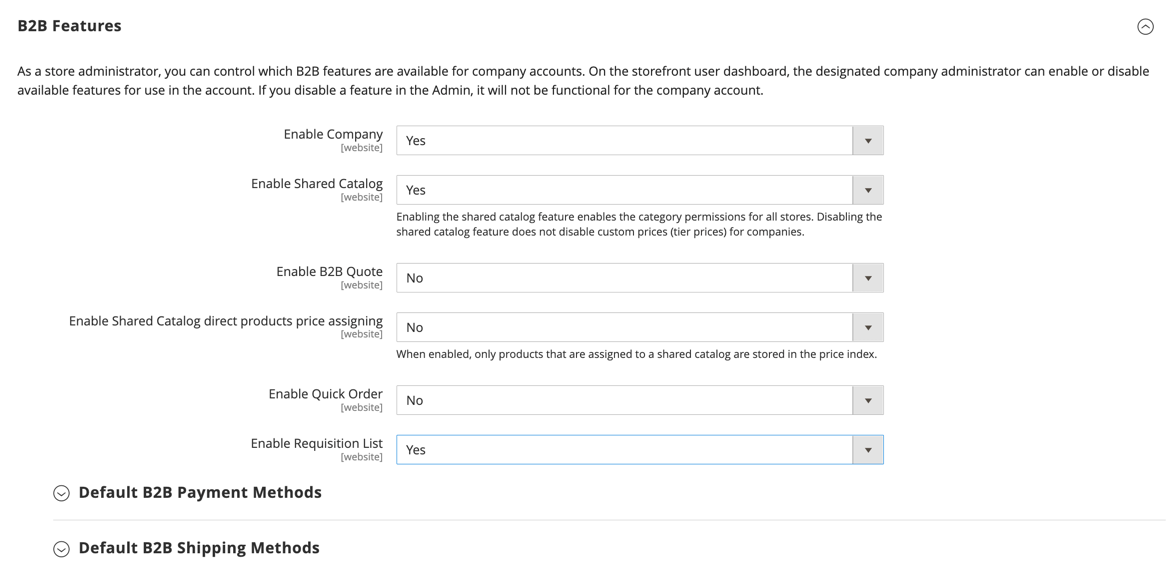 B2B Features
As a store administrator, you can control which B2B features are available for company accounts. On the storefront user dashboard, the designated company administrator can enable or disable
available features for use in the account. If you disable a feature in the Admin, it will not be functional for the company account.
Enable Company
[website]
Yes
Enable Shared Catalog
[website]
Yes
Enabling the shared catalog feature enables the category permissions for all stores. Disabling the
shared catalog feature does not disable custom prices (tier prices) for companies.
Enable B2B Quote
[website]
No
Enable Shared Catalog direct products price assigning
[website]
No
When enabled, only products that are assigned to a shared catalog are stored in the price index.
Enable Quick Order
[website]
No
Enable Requisition List
[website]
Yes
Default B2B Payment Methods
Default B2B Shipping Methods